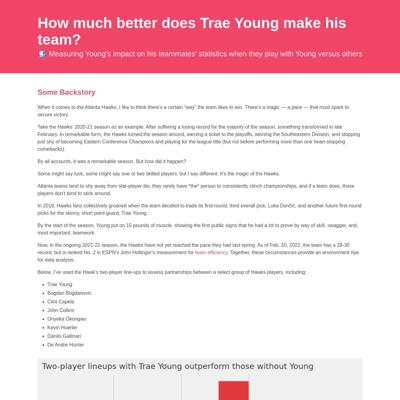 How much better does Trae Young make his
team?
Measuring Young's impact on his teammates' statistics when they play with Young versus others
Some Backstory
When it comes to the Atlanta Hawks, I like to think there's a certain "way" the team likes to win. There's a magic — a pace — that must spark to
secure victory.
Take the Hawks' 2020-21 season as an example. After suffering a losing record for the majority of the season, something transformed in late
February. In remarkable form, the Hawks turned the season around, earning a ticket to the playoffs, winning the Southeastern Division, and stopping
just shy of becoming Eastern Conference Champions and playing for the league title (but not before performing more than one heart-stopping
comebacks).
By all accounts, it was a remarkable season. But how did it happen?
Some might say luck, some might say one or two skilled players, but I say different: It's the magic of the Hawks.
Atlanta teams tend to shy away from star-player-itis; they rarely have *the* person to consistently clinch championships, and if a team does, those
players don't tend to stick around.
In 2018, Hawks fans collectively groaned when the team decided to trade its first-round, third overall pick, Luka Dončić, and another future first-round
picks for the skinny, short point guard, Trae Young.
By the start of the season, Young put on 15 pounds of muscle, showing the first public signs that he had a lot to prove by way of skill, swagger, and,
most important, teamwork.
Now, in the ongoing 2021-22 season, the Hawks have not yet reached the pace they had last spring. As of Feb. 20, 2022, the team has a 28-30
record, but is ranked No. 2 in ESPN's John Hollinger's measurement for team efficiency. Together, these circumstances provide an environment ripe
for data analysis.
Below, I've used the Hawk's two-player line-ups to assess partnerships between a select group of Hawks players, including:
• Trae Young
• Bogdan Bogdanovic
• Clint Capela
• John Collins
• Onyeka Okongwu
• Kevin Huerter
• Danilo Gallinari
• De'Andre Hunter
Two-player lineups with Trae Young outperform those without Young